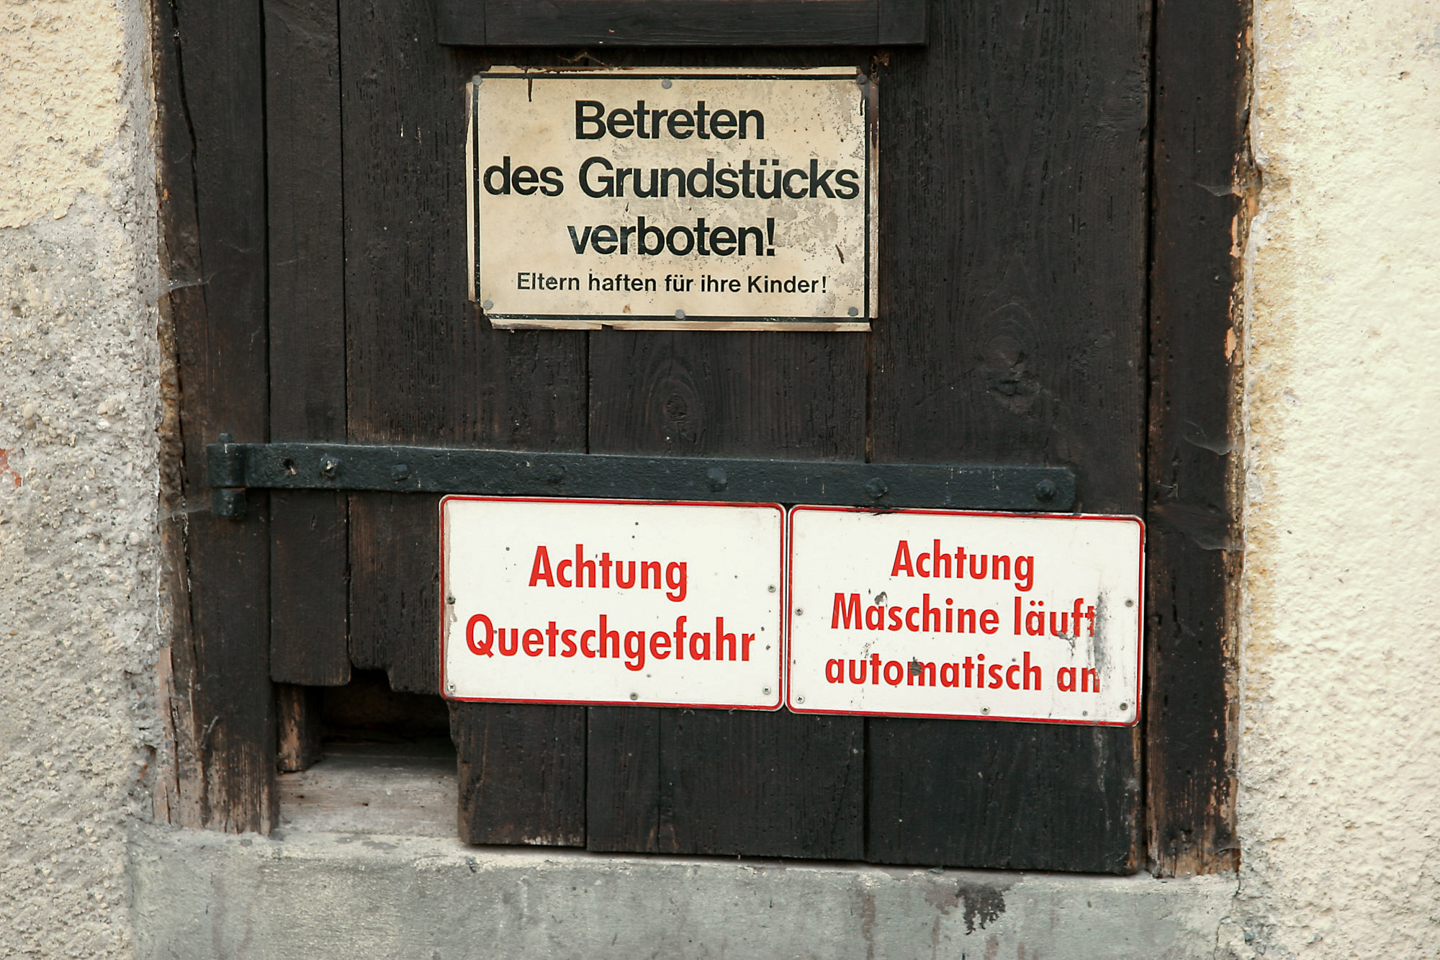 Betreten
des Grundstücks
verboten!
Eltern haften für ihre Kinder!
Achtung
Quetschgefahr
Achtung
Maschine läuft
automatisch an